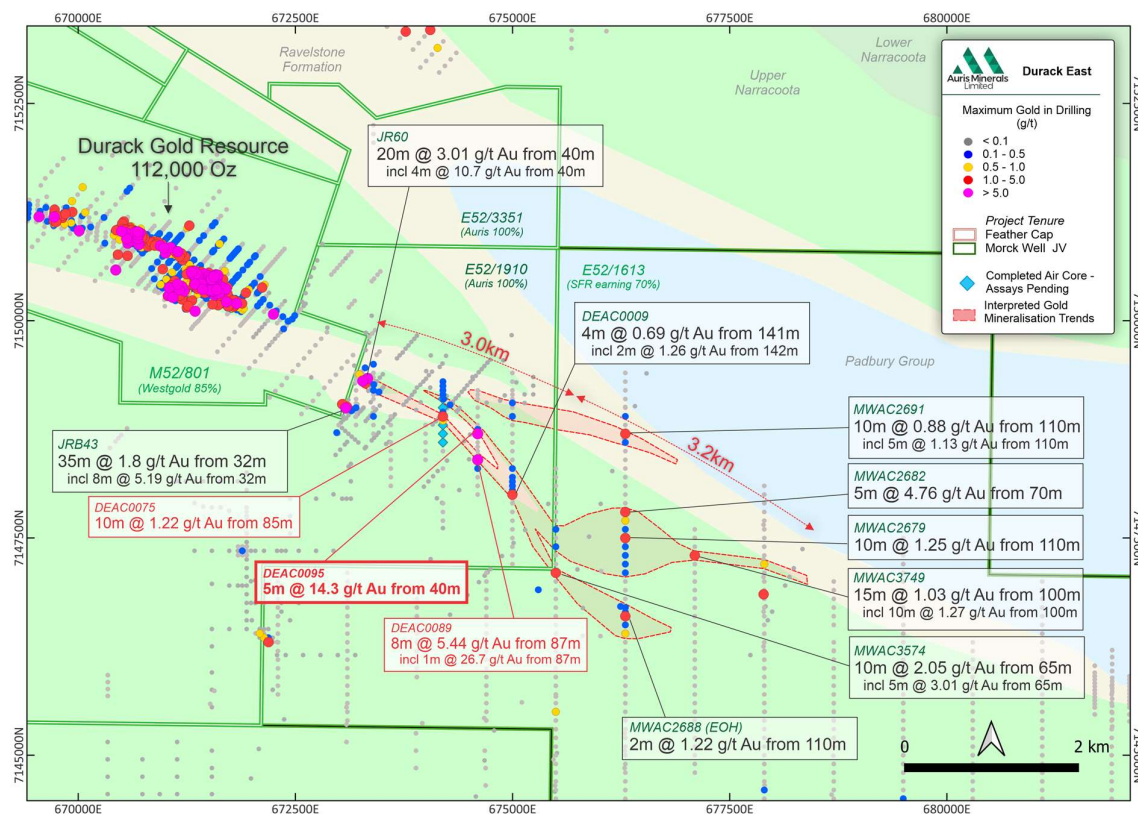 670000E 672500E 675000E 677500E 680000E
Ravelstone
Formation
Lower
Narracoota
Upper
Narracoota
Auris Minerals
Limited
Durack East
Maximum Gold in Drilling
(g/t)
< 0.1
0.1 - 0.5
0.5 - 1.0
1.0 - 5.0
> 5.0
Project Tenure
Feather Cap
Morck Well JV
Completed Air Core -
Assays Pending
Interpreted Gold
Mineralisation Trends
7152500N
7152500N
Durack Gold Resource
112,000 Oz
JR60
20m @ 3.01 g/t Au from 40m
incl 4m @ 10.7 g/t Au from 40m
E52/3351
(Auris 100%)
E52/1910
(Auris 100%)
E52/1613
(SFR earning 70%)
DEAC0009
4m @ 0.69 g/t Au from 141m
incl 2m @ 1.26 g/t Au from 142m
7150000N
7150000N
3.0km
Padbury Group
M52/801
(Westgold 85%)
3.2km
MWAC2691
10m @ 0.88 g/t Au from 110m
incl 5m @ 1.13 g/t Au from 110m
JRB43
35m @ 1.8 g/t Au from 32m
incl 8m @ 5.19 g/t Au from 32m
MWAC2682
5m @ 4.76 g/t Au from 70m
DEAC0075
10m @ 1.22 g/t Au from 85m
MWAC2679
10m @ 1.25 g/t Au from 110m
7147500N
7147500N
DEAC0095
5m @ 14.3 g/t Au from 40m
MWAC3749
15m @ 1.03 g/t Au from 100m
incl 10m @ 1.27 g/t Au from 100m
DEAC0089
8m @ 5.44 g/t Au from 87m
incl 1m @ 26.7 g/t Au from 87m
MWAC3574
10m @ 2.05 g/t Au from 65m
incl 5m @ 3.01 g/t Au from 65m
MWAC2688 (EOH)
2m @ 1.22 g/t Au from 110m
0 2 km
7145000N
7145000N
670000E 672500E 675000E 677500E 680000E